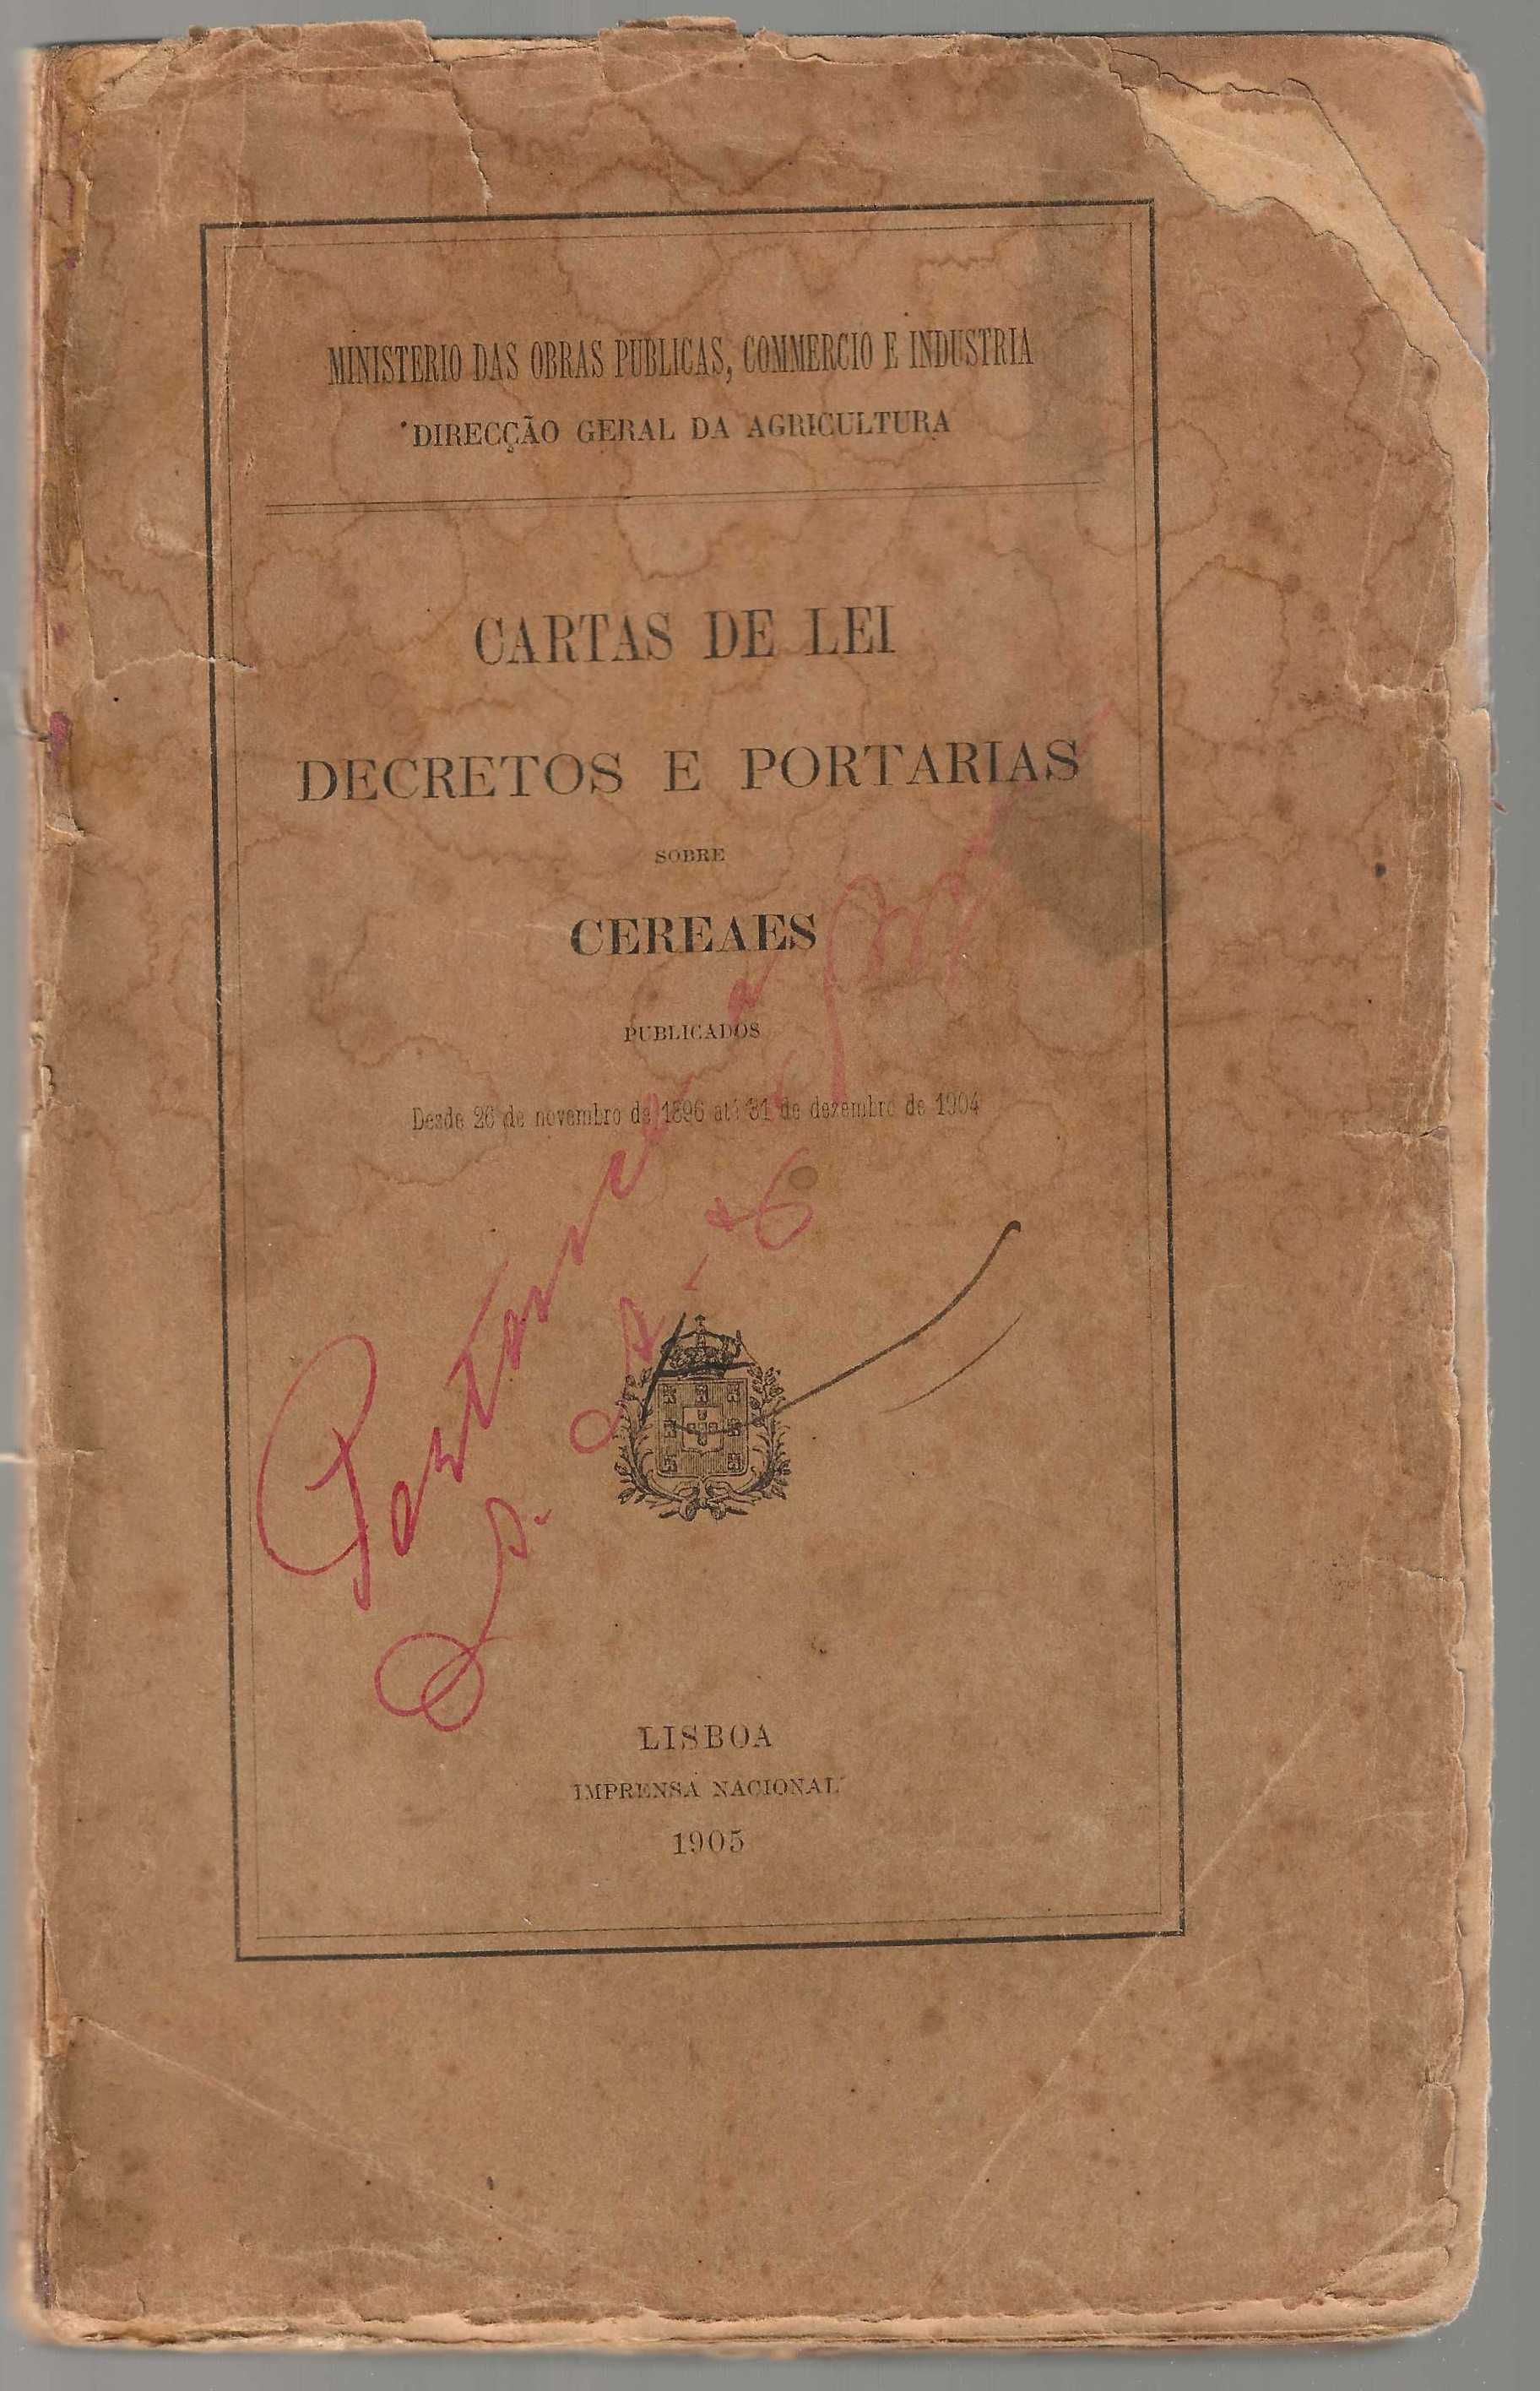 MINISTERIO DAS OBRAS PUBLICAS, COMMERCIO E INDUSTRIA
DIRECÇÃO GERAL DA AGRICULTURA
CARTAS DE LEI
DECRETOS E PORTARIAS
SOBRE
CEREAES
PUBLICADOS
Desde 26 de novembro de 1896 até 31 de dezembro de 1904
Pertence a
LISBOA
IMPRENSA NACIONAL
1905